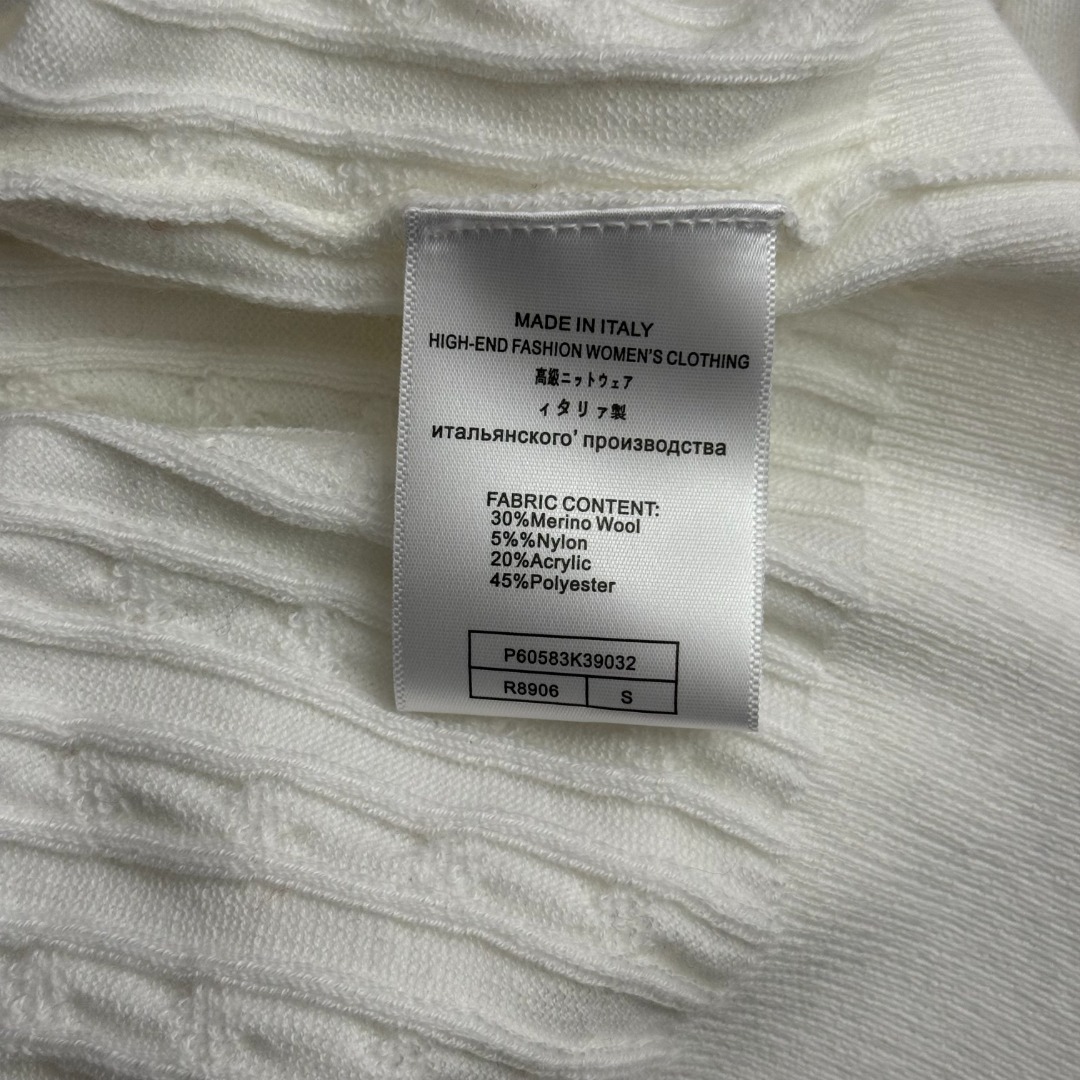 MADE IN ITALY
HIGH-END FASHION WOMEN'S CLOTHING
高級ニットウェア
ィタリァ製
итальянского' производства
FABRIC CONTENT:
30%Merino Wool
5%%Nylon
20%Acrylic
45%Polyester
P60583K39032
R8906 S